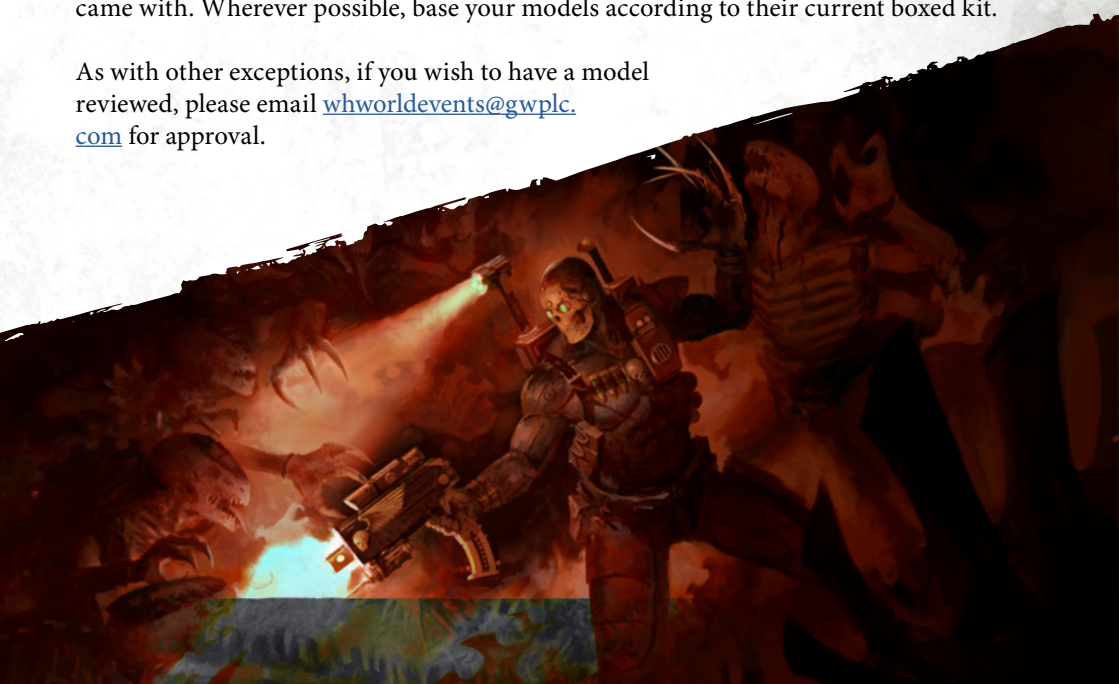 came with. Wherever possible, base your models according to their current boxed kit.
As with other exceptions, if you wish to have a model
reviewed, please email whworldevents@gwplc.
com for approval.